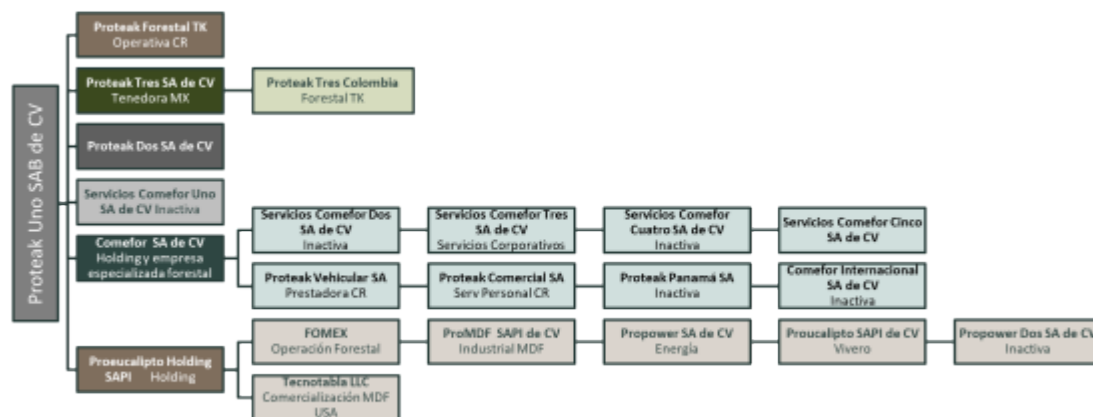 Proteak Uno SAB de CV
Proteak Forestal TK
Operativa CR
Proteak Tres SA de CV
Tenedora MX
Proteak Tres Colombia
Forestal TK
Proteak Dos SA de CV
Servicios Comefor Uno
SA de CV Inactiva
Comefor SA de CV
Holding y empresa
especializada forestal
Servicios Comefor Dos
SA de CV
Inactiva
Servicios Comefor Tres
SA de CV
Servicios Corporativos
Servicios Comefor
Cuatro SA de CV
Inactiva
Servicios Comefor Cinco
SA de CV
Proteak Vehicular SA
Prestadora CR
Proteak Comercial SA
Serv Personal CR
Proteak Panamá SA
Inactiva
Comefor Internacional
SA de CV
Inactiva
Proeucalipto Holding
SAPI Holding
FOMEX
Operación Forestal
ProMDF SAPI de CV
Industrial MDF
Propower SA de CV
Energía
Proucalipto SAPI de CV
Vivero
Propower Dos SA de CV
Inactiva
Tecnotabla LLC
Comercialización MDF
USA